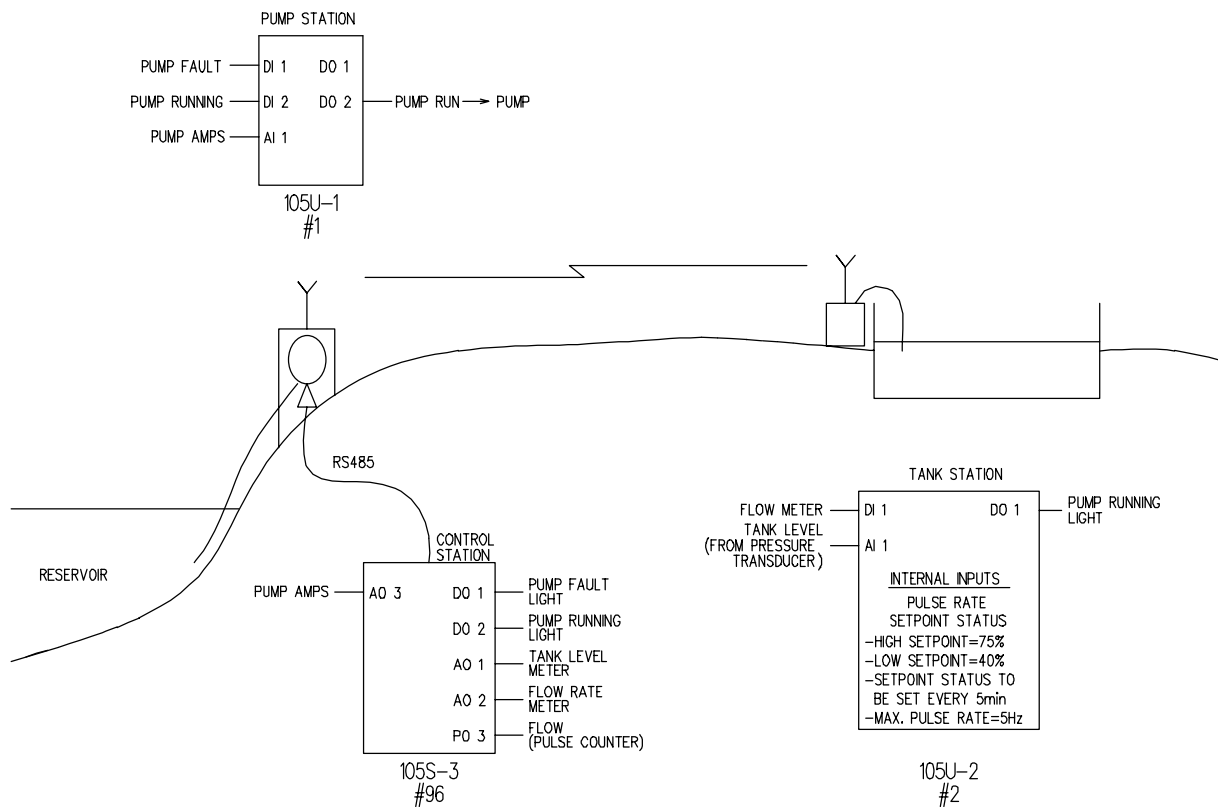 PUMP STATION
PUMP FAULT DI 1 DO 1
PUMP RUNNING DI 2 DO 2 PUMP RUN PUMP
PUMP AMPS AI 1
105U-1
#1
RS485
RESERVOIR
CONTROL
STATION
PUMP AMPS AO 3 DO 1 PUMP FAULT
LIGHT
DO 2 PUMP RUNNING
LIGHT
AO 1 TANK LEVEL
METER
AO 2 FLOW RATE
METER
PO 3 FLOW
(PULSE COUNTER)
105S-3
#96
TANK STATION
FLOW METER DI 1 DO 1 PUMP RUNNING
LIGHT
TANK LEVEL
(FROM PRESSURE
TRANSDUCER)
AI 1
INTERNAL INPUTS
PULSE RATE
SETPOINT STATUS
-HIGH SETPOINT=75%
-LOW SETPOINT=40%
-SETPOINT STATUS TO
BE SET EVERY 5min
-MAX. PULSE RATE=5Hz
105U-2
#2